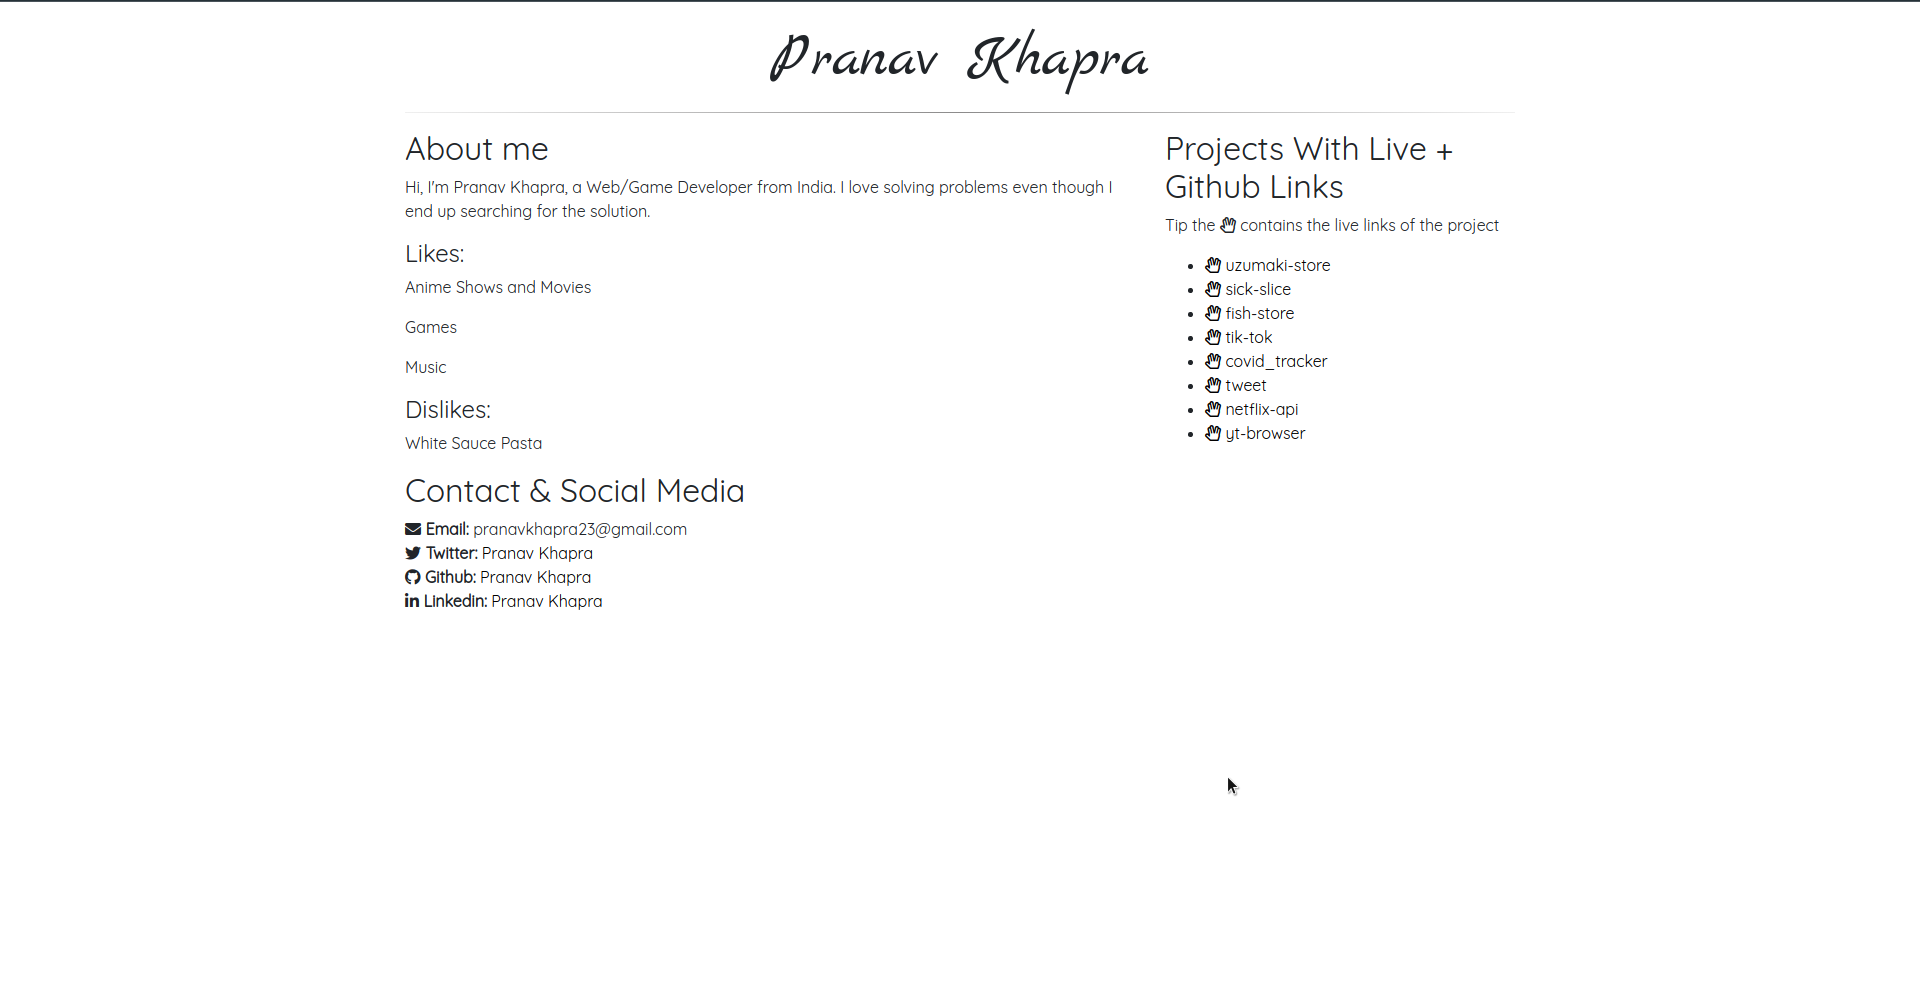 Pranav Khapra
About me
Hi, I'm Pranav Khapra, a Web/Game Developer from India. I love solving problems even though I
end up searching for the solution.
Likes:
Anime Shows and Movies
Games
Music
Dislikes:
White Sauce Pasta
Contact & Social Media
Email: pranavkhapra23@gmail.com
Twitter: Pranav Khapra
Github: Pranav Khapra
Linkedin: Pranav Khapra
Projects With Live +
Github Links
Tip the contains the live links of the project
uzumaki-store
sick-slice
fish-store
tik-tok
covid_tracker
tweet
netflix-api
yt-browser